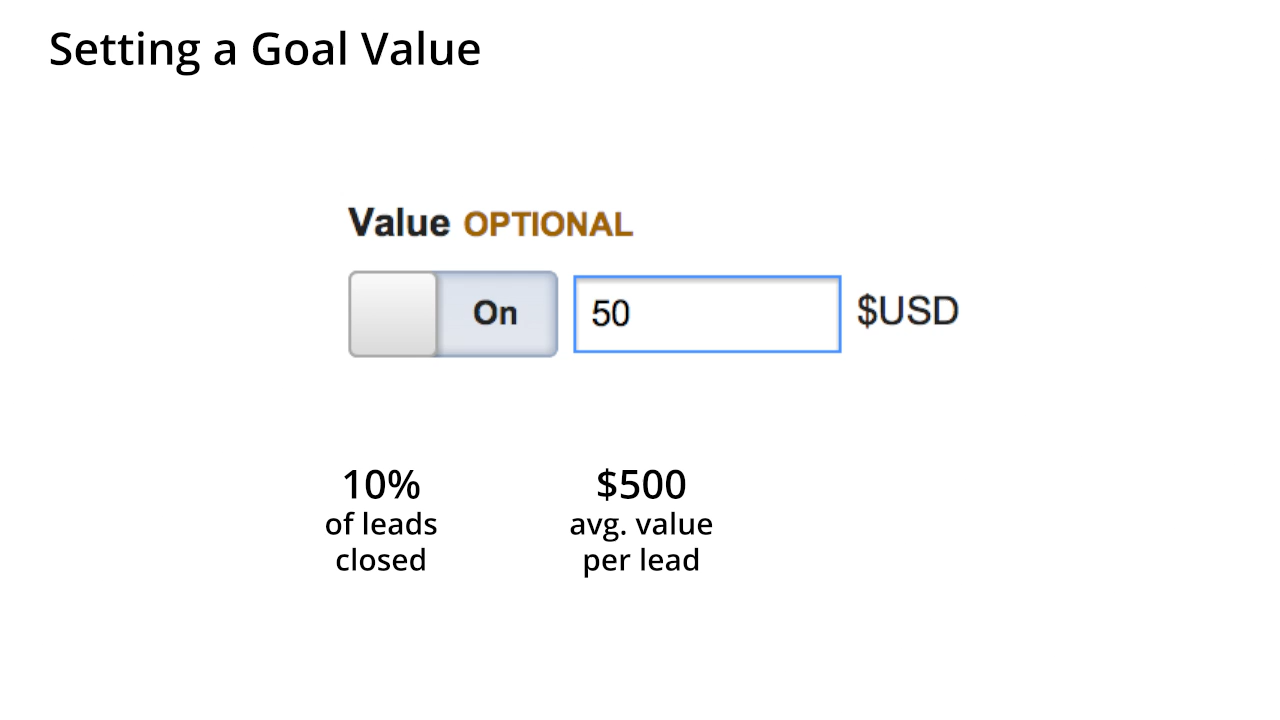 Setting a Goal Value
Value OPTIONAL
On 50 $USD
10%
of leads
closed
$500
avg. value
per lead